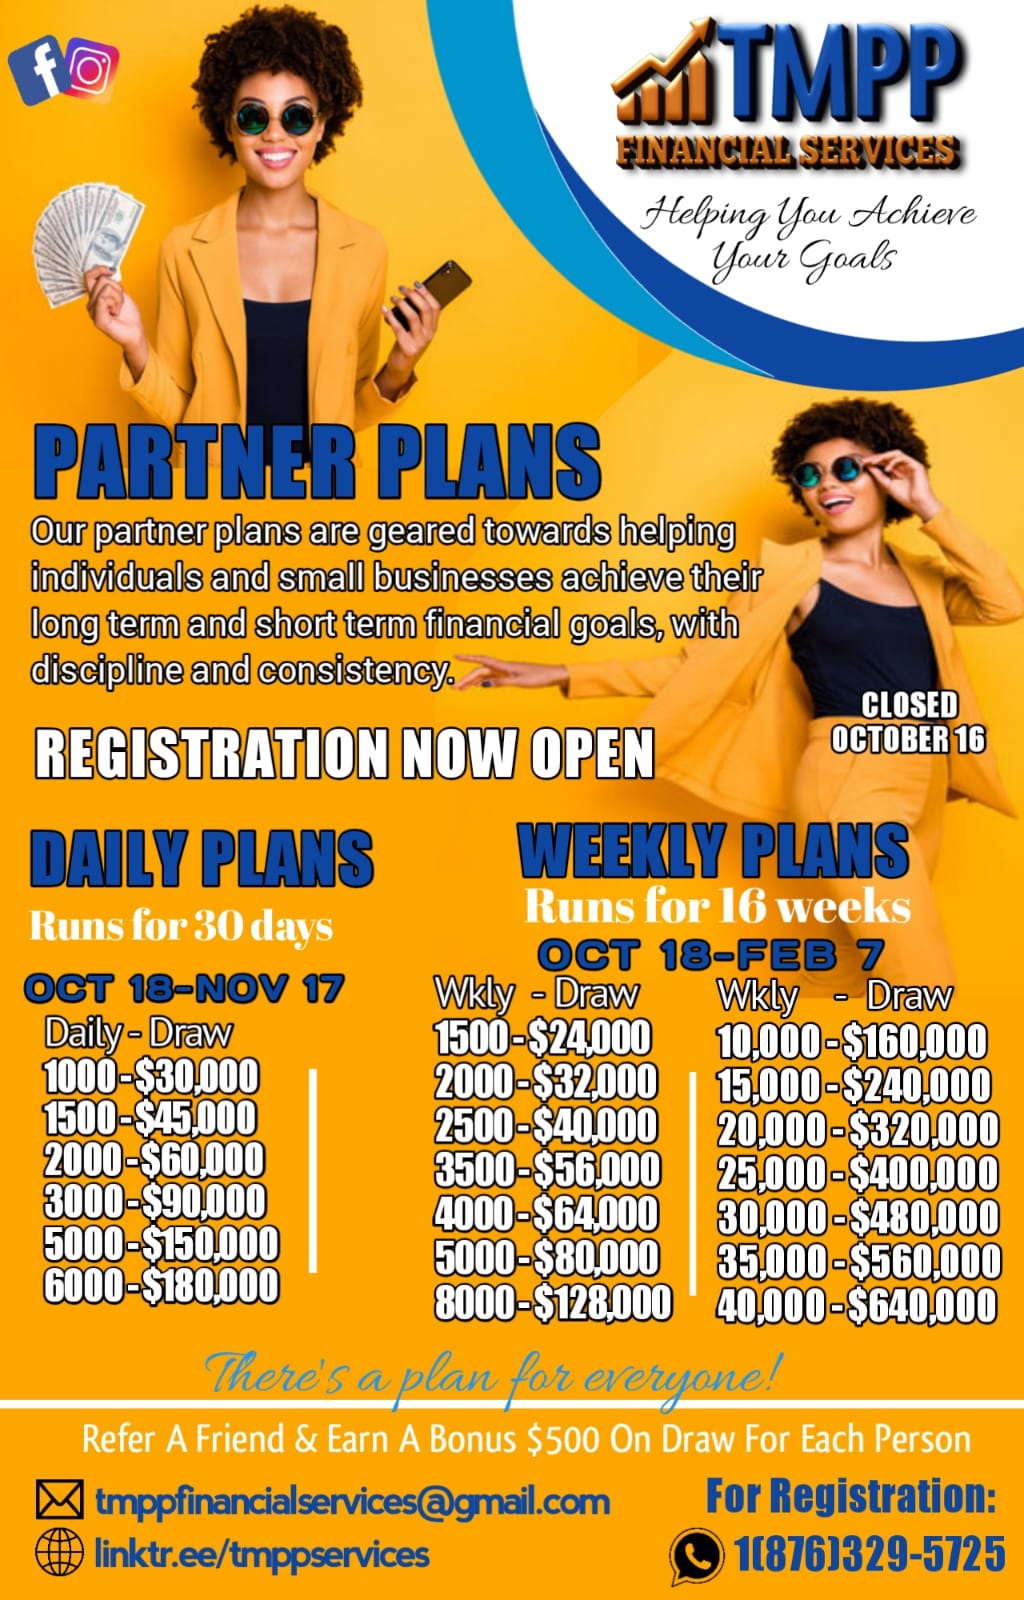 TMPP
FINANCIAL SERVICES
Helping You Achieve
Your Goals
PARTNER PLANS
Our partner plans are geared towards helping
individuals and small businesses achieve their
long term and short term financial goals, with
discipline and consistency.
CLOSED
OCTOBER 16
REGISTRATION NOW OPEN
DAILY PLANS
Runs for 30 days
OCT 18-NOV 17
Daily - Draw
1000-$30,000
1500-$45,000
2000-$60,000
3000-$90,000
5000-$150,000
6000-$180,000
WEEKLY PLANS
Runs for 16 weeks
OCT 18-FEB 7
Wkly - Draw
1500-$24,000
2000-$32,000
2500-$40,000
3500-$56,000
4000-$64,000
5000-$80,000
8000-$128,000
Wkly - Draw
10,000-$160,000
15,000-$240,000
20,000-$320,000
25,000-$400,000
30,000-$480,000
35,000-$560,000
40,000-$640,000
There's a plan for everyone!
Refer A Friend & Earn A Bonus $500 On Draw For Each Person
tmppfinancialservices@gmail.com
linktr.ee/tmppservices
For Registration:
1(876)329-5725